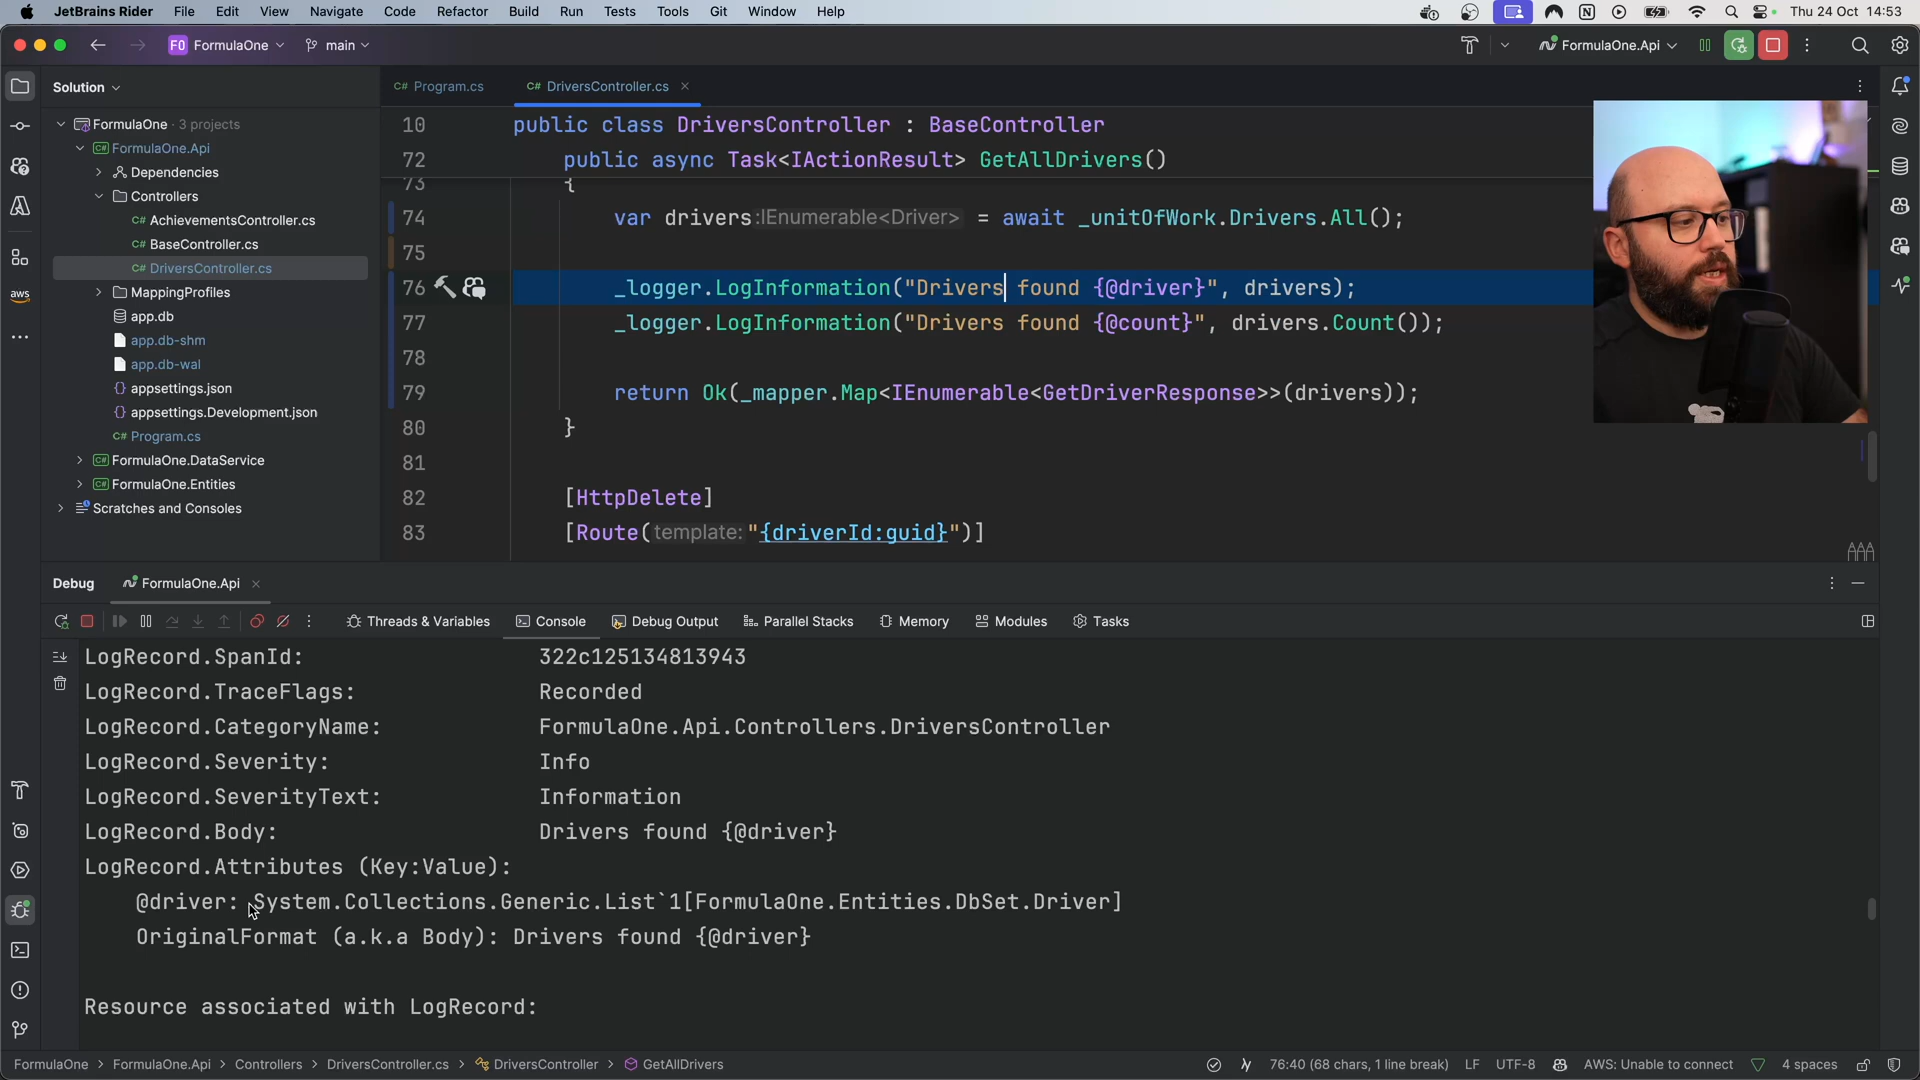 JetBrains Rider File Edit View Navigate Code Refactor Build Run Tests Tools Git Window Help Thu 24 Oct 14:53
FO FormulaOne main FormulaOne.Api
Solution
C# Program.cs C# DriversController.cs
FormulaOne · 3 projects
C# FormulaOne.Api
Dependencies
Controllers
C# AchievementsController.cs
C# BaseController.cs
C# DriversController.cs
MappingProfiles
app.db
app.db-shm
app.db-wal
appsettings.json
appsettings.Development.json
C# Program.cs
C# FormulaOne.DataService
C# FormulaOne.Entities
Scratches and Consoles
aws
10 public class DriversController : BaseController
72 public async Task<IActionResult> GetAllDrivers()
73 {
74 var drivers :IEnumerable<Driver> = await _unitOfWork.Drivers.All();
75
76 _logger.LogInformation("Drivers found {@driver}", drivers);
77 _logger.LogInformation("Drivers found {@count}", drivers.Count());
78
79 return Ok(_mapper.Map<IEnumerable<GetDriverResponse>>(drivers));
80 }
81
82 [HttpDelete]
83 [Route( template: "{driverId:guid}")]
Debug FormulaOne.Api
Threads & Variables Console Debug Output Parallel Stacks Memory Modules Tasks
LogRecord.SpanId: 322c125134813943
LogRecord.TraceFlags: Recorded
LogRecord.CategoryName: FormulaOne.Api.Controllers.DriversController
LogRecord.Severity: Info
LogRecord.SeverityText: Information
LogRecord.Body: Drivers found {@driver}
LogRecord.Attributes (Key:Value):
@driver: System.Collections.Generic.List`1[FormulaOne.Entities.DbSet.Driver]
OriginalFormat (a.k.a Body): Drivers found {@driver}
Resource associated with LogRecord:
FormulaOne > FormulaOne.Api > Controllers > DriversController.cs > DriversController > GetAllDrivers 76:40 (68 chars, 1 line break) LF UTF-8 AWS: Unable to connect 4 spaces